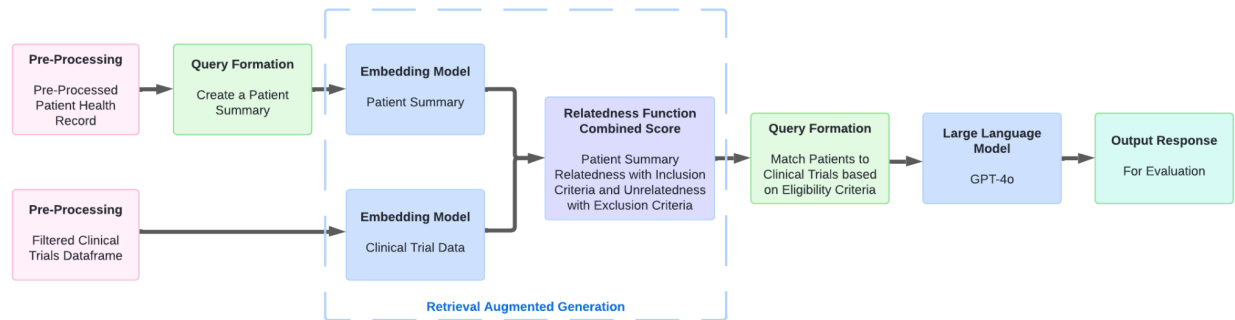 Pre-Processing
Pre-Processed
Patient Health
Record
Query Formation
Create a Patient
Summary
Embedding Model
Patient Summary
Pre-Processing
Filtered Clinical
Trials Dataframe
Embedding Model
Clinical Trial Data
Relatedness Function
Combined Score
Patient Summary
Relatedness with Inclusion
Criteria and Unrelatedness
with Exclusion Criteria
Retrieval Augmented Generation
Query Formation
Match Patients to
Clinical Trials based
on Eligibility Criteria
Large Language
Model
GPT-4o
Output Response
For Evaluation